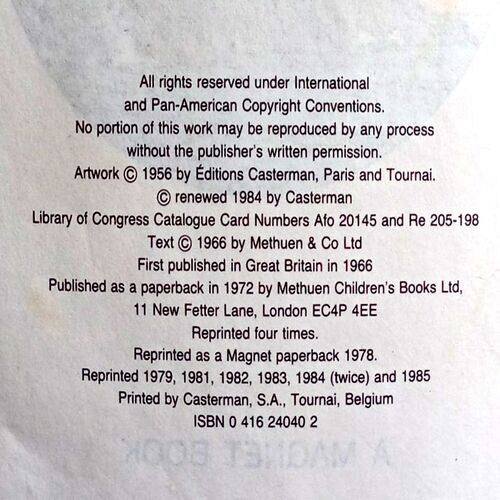 All rights reserved under International
and Pan-American Copyright Conventions.
No portion of this work may be reproduced by any process
without the publisher's written permission.
Artwork © 1956 by Éditions Casterman, Paris and Tournai.
© renewed 1984 by Casterman
Library of Congress Catalogue Card Numbers Afo 20145 and Re 205-198
Text © 1966 by Methuen & Co Ltd
First published in Great Britain in 1966
Published as a paperback in 1972 by Methuen Children's Books Ltd,
11 New Fetter Lane, London EC4P 4EE
Reprinted four times.
Reprinted as a Magnet paperback 1978.
Reprinted 1979, 1981, 1982, 1983, 1984 (twice) and 1985
Printed by Casterman, S.A., Tournai, Belgium
ISBN 0 416 24040 2
A MAGNET BOOK